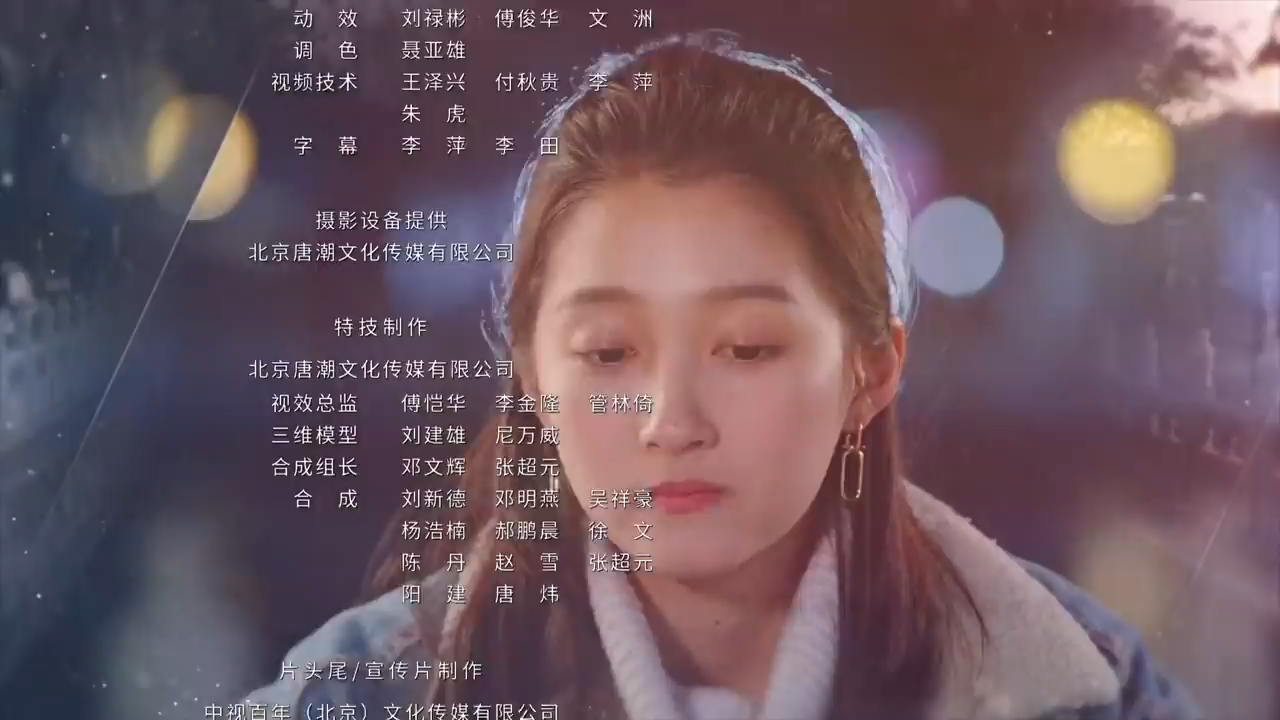 动 效 刘禄彬 傅俊华 文 洲
调 色 聂亚雄
视频技术 王泽兴 付秋贵 李 萍
朱 虎
字 幕 李 萍 李 田
摄影设备提供
北京唐潮文化传媒有限公司
特技制作
北京唐潮文化传媒有限公司
视效总监 傅恺华 李金隆 管林倚
三维模型 刘建雄 尼万威
合成组长 邓文辉 张超元
合 成 刘新德 邓明燕 吴祥豪
杨浩楠 郝鹏晨 徐 文
陈 丹 赵 雪 张超元
阳 建 唐 炜
片头尾/宣传片制作
中视百年（北京）文化传媒有限公司